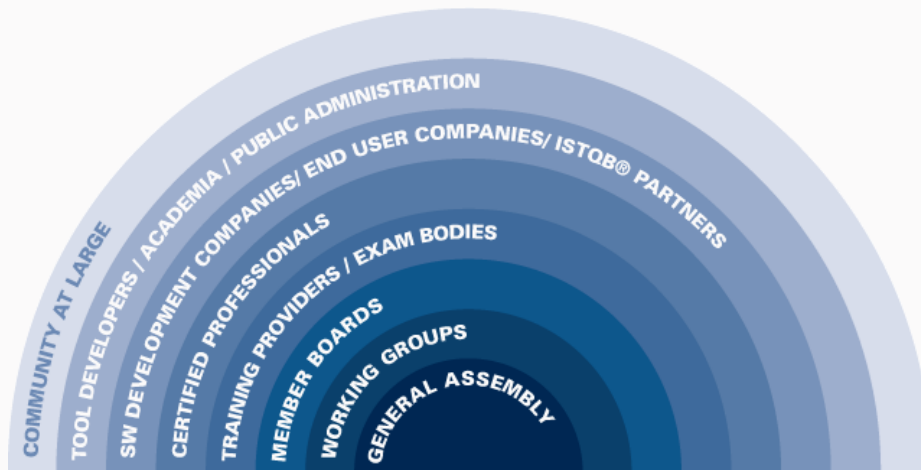 COMMUNITY AT LARGE
TOOL DEVELOPERS / ACADEMIA / PUBLIC ADMINISTRATION
SW DEVELOPMENT COMPANIES/ END USER COMPANIES/ ISTQB® PARTNERS
CERTIFIED PROFESSIONALS
TRAINING PROVIDERS / EXAM BODIES
MEMBER BOARDS
WORKING GROUPS
GENERAL ASSEMBLY